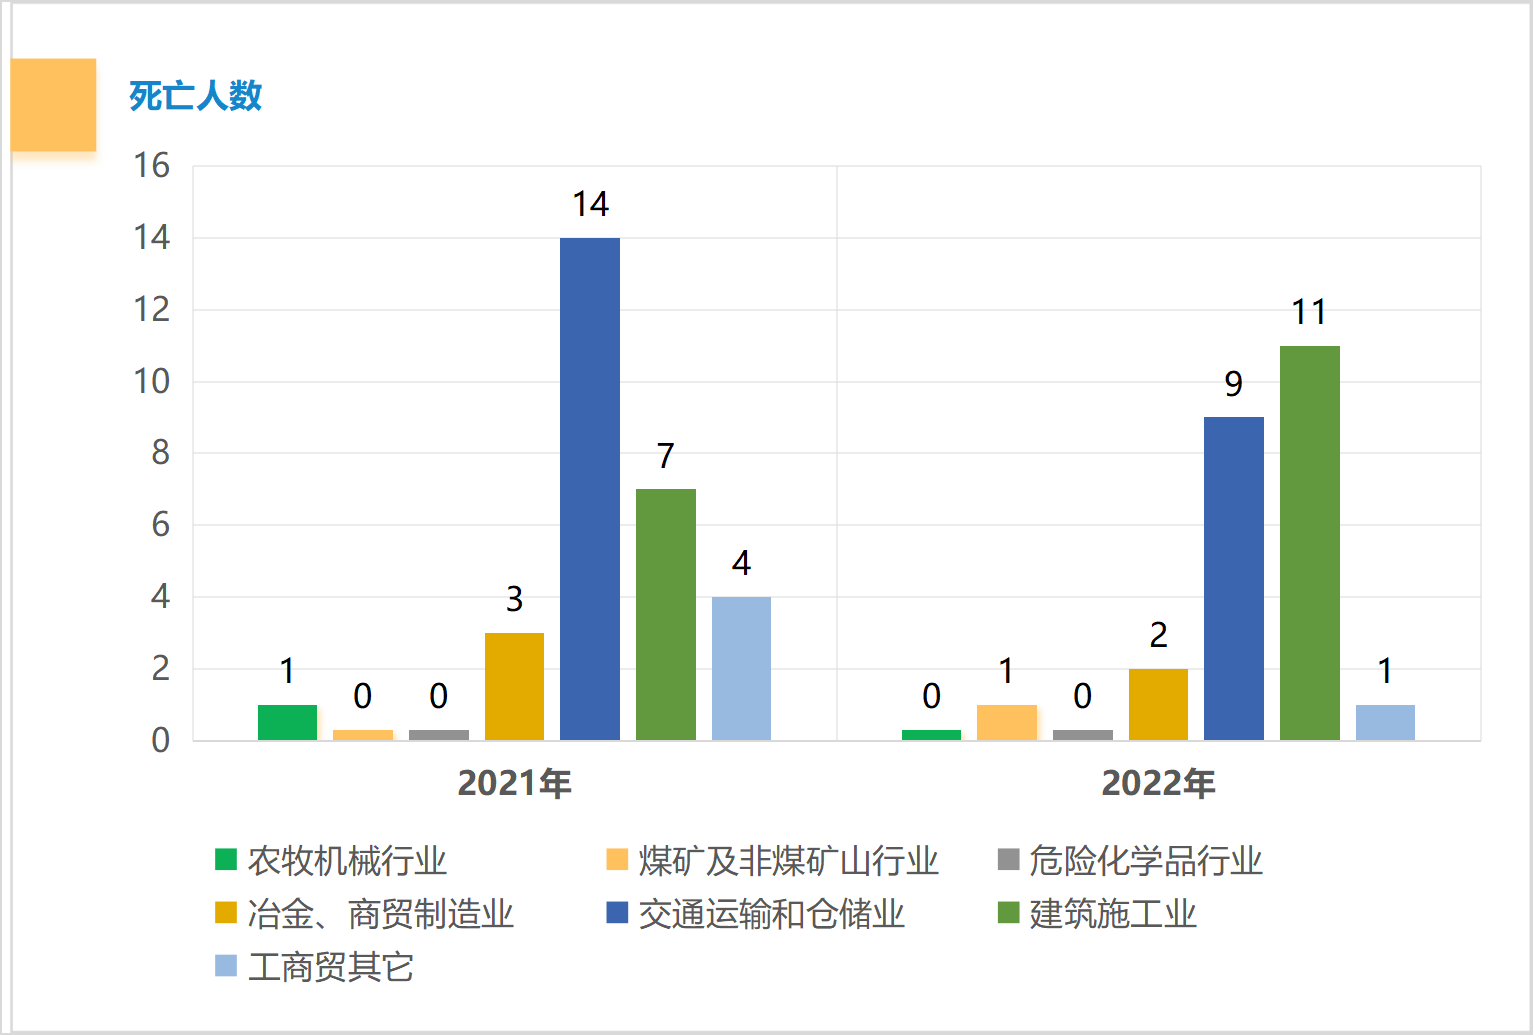 死亡人数
16
14
12
10
8
6
4
2
0
1
0
0
3
14
7
4
0
1
0
2
9
11
1
2021年
2022年
农牧机械行业
煤矿及非煤矿山行业
危险化学品行业
冶金、商贸制造业
交通运输和仓储业
建筑施工业
工商贸其它